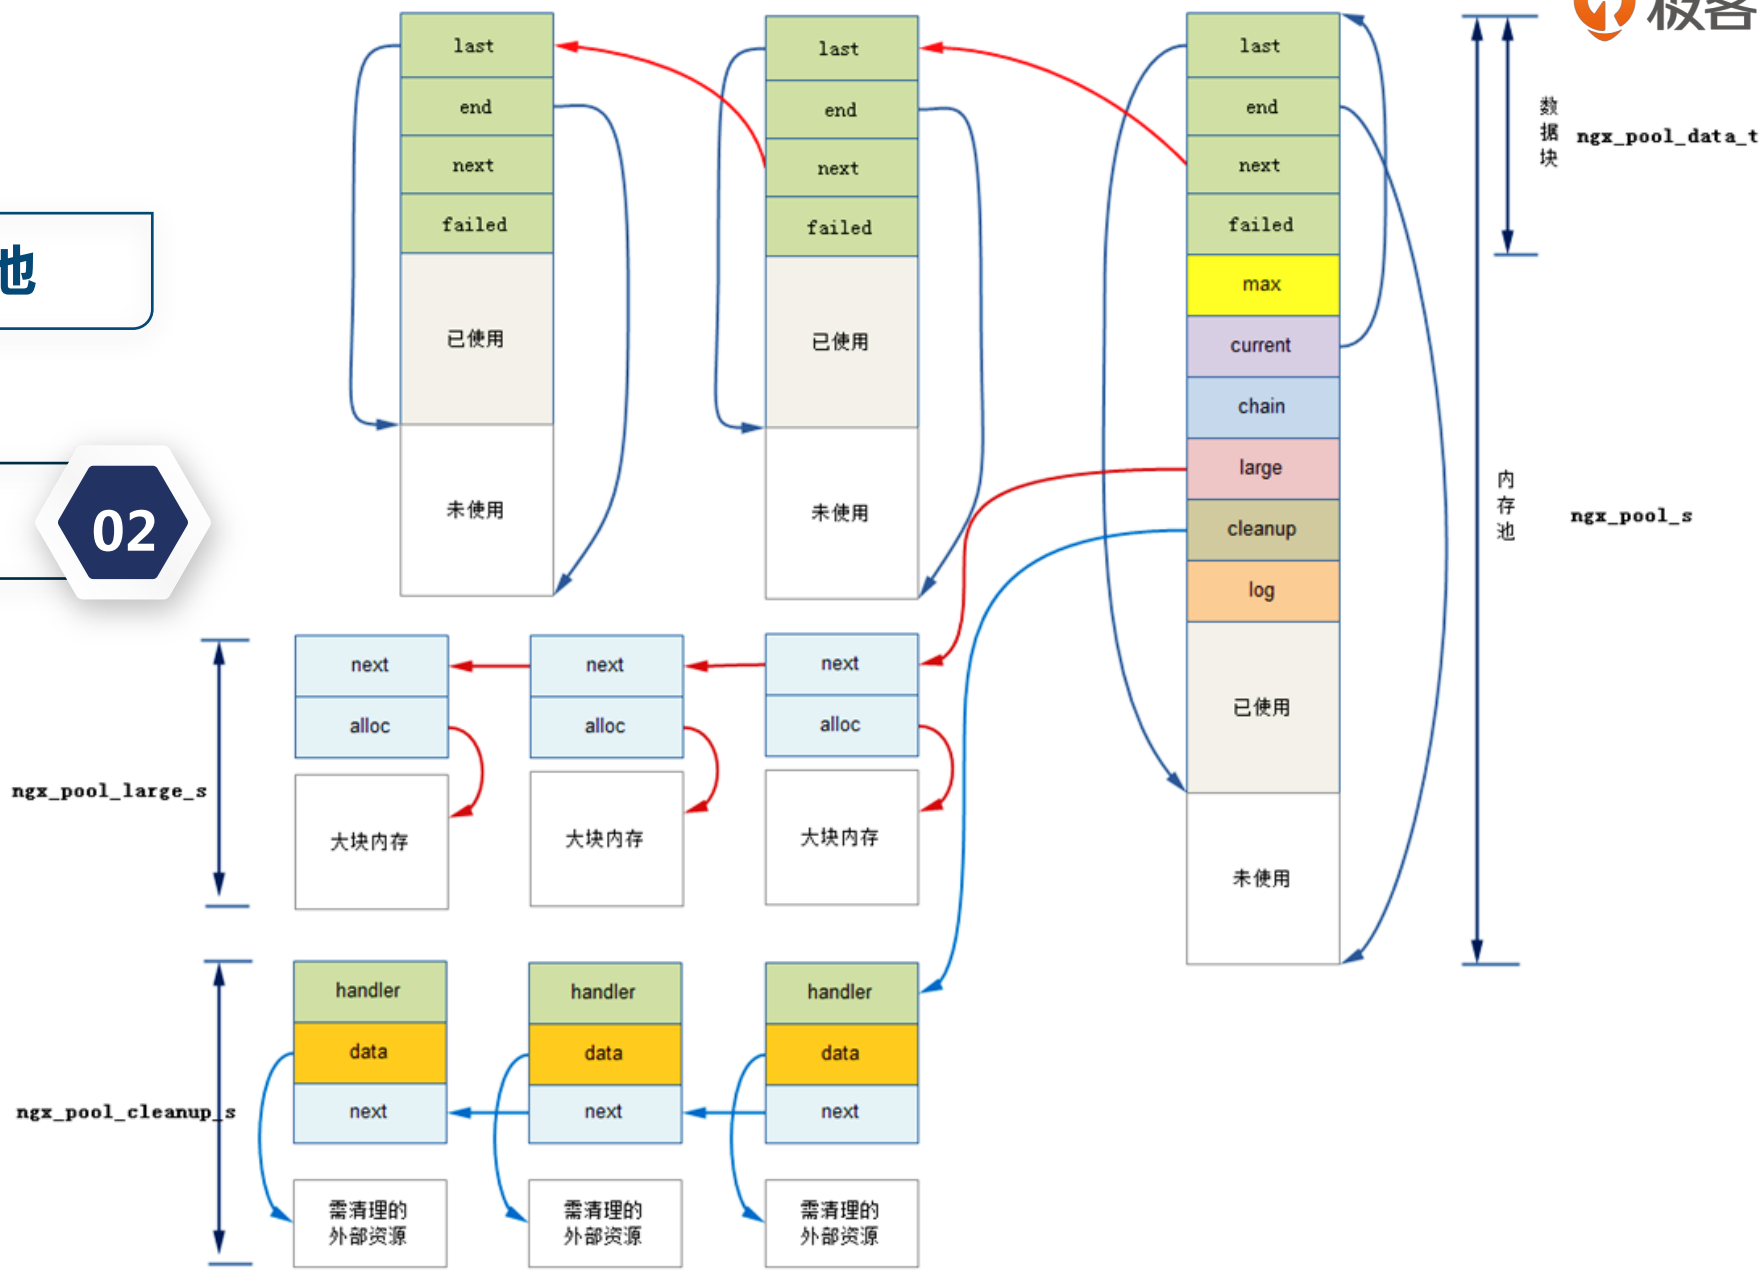 极客
池
02
last
end
next
failed
已使用
未使用
last
end
next
failed
已使用
未使用
last
end
next
failed
max
current
chain
large
cleanup
log
已使用
未使用
数据块
ngx_pool_data_t
内存池
ngx_pool_s
ngx_pool_large_s
next
alloc
大块内存
next
alloc
大块内存
next
alloc
大块内存
ngx_pool_cleanup_s
handler
data
next
需清理的
外部资源
handler
data
next
需清理的
外部资源
handler
data
next
需清理的
外部资源